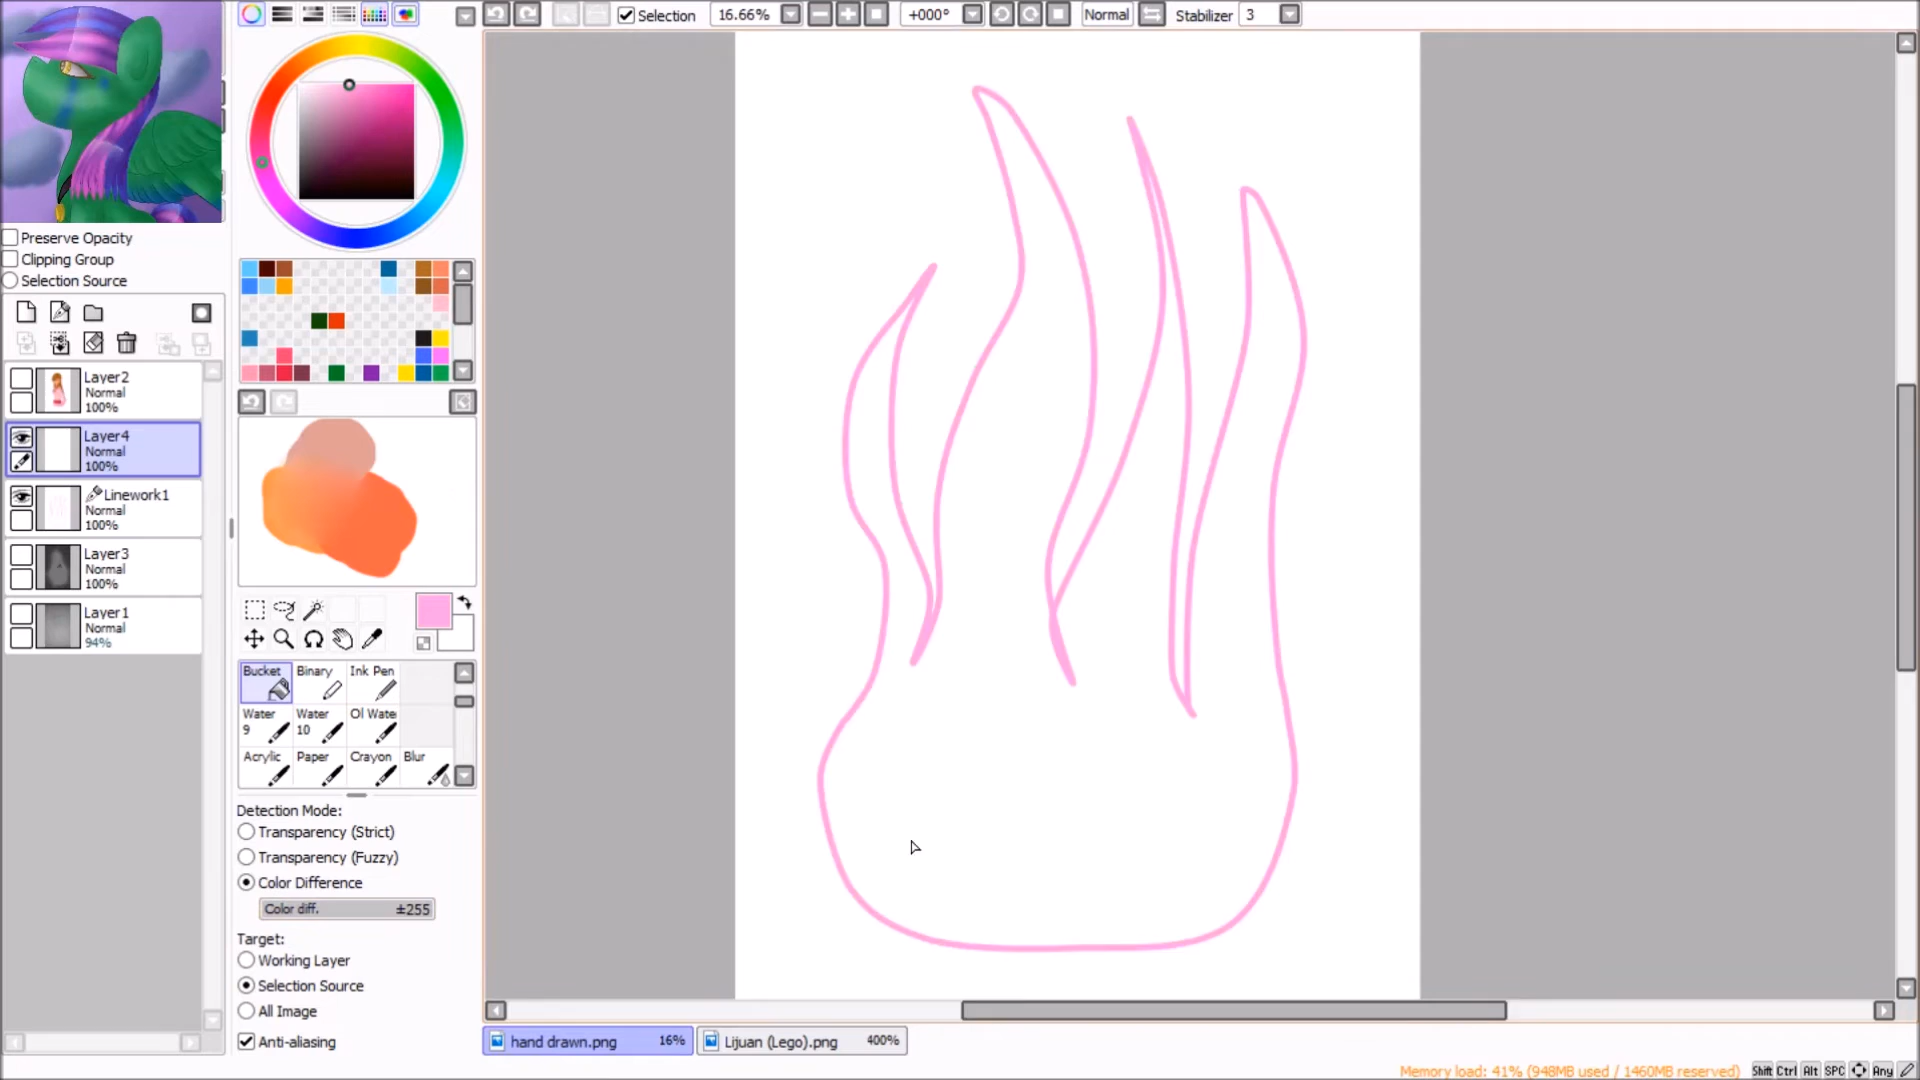 Selection
16.66%
+000°
Normal
Stabilizer 3
Preserve Opacity
Clipping Group
Selection Source
Layer2
Normal
100%
Layer4
Normal
100%
Linework1
Normal
100%
Layer3
Normal
100%
Layer1
Normal
94%
Bucket Binary Ink Pen
Water 9 Water 10 Ol Wate
Acrylic Paper Crayon Blur
Detection Mode:
Transparency (Strict)
Transparency (Fuzzy)
Color Difference
Color diff. ±255
Target:
Working Layer
Selection Source
All Image
Anti-aliasing
hand drawn.png 16%
Lijuan (Lego).png 400%
Memory load: 41% (948MB used / 1460MB reserved)
Shift Ctrl Alt SPC Any